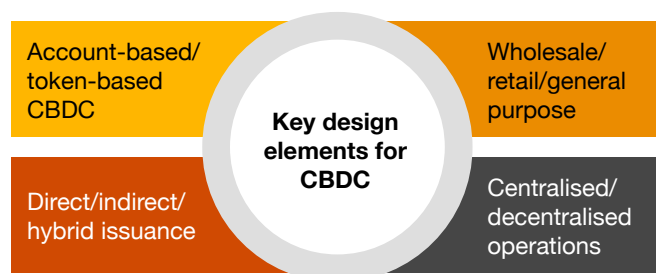 Account-based/
token-based
CBDC
Wholesale/
retail/general
purpose
Key design
elements for
CBDC
Direct/indirect/
hybrid issuance
Centralised/
decentralised
operations